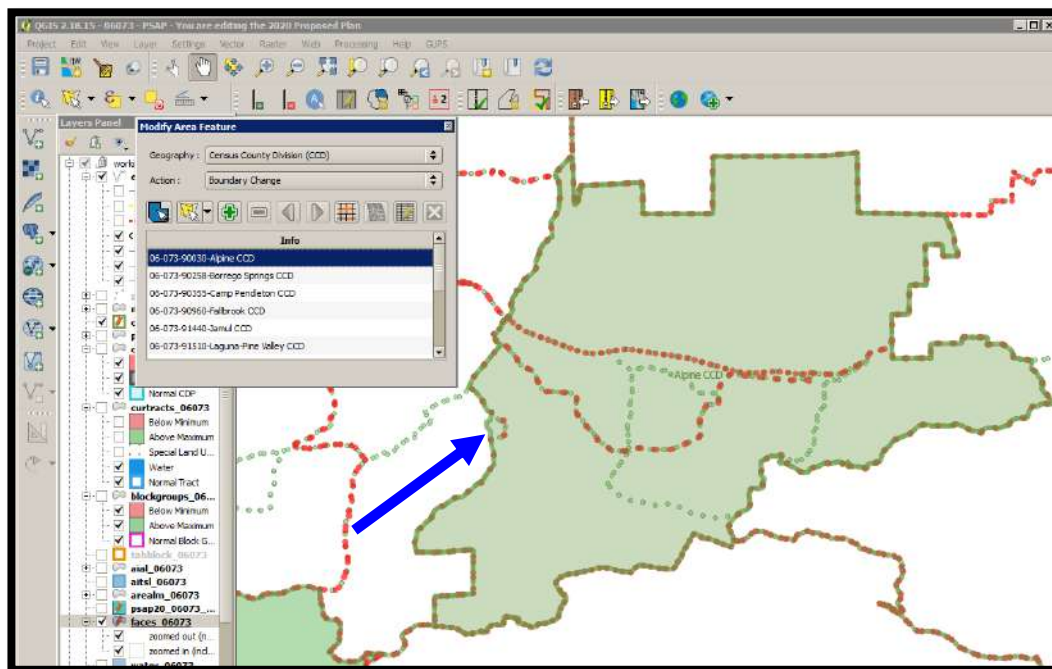 QGIS 2.18.15 - 06073 - PSAP - You are editing the 2020 Proposed Plan
Project Edit View Layer Settings Vector Raster Web Processing Help GUPS
Layers Panel
Modify Area Feature
Geography : Census County Division (CCD)
Action : Boundary Change
Info
06-073-90030-Alpine CCD
06-073-90258-Borrego Springs CCD
06-073-90355-Camp Pendleton CCD
06-073-90960-Fallbrook CCD
06-073-91440-Jamul CCD
06-073-91510-Laguna-Pine Valley CCD
Alpine CCD
Normal CDP
curtracts_06073
Below Minimum
Above Maximum
Special Land U...
Water
Normal Tract
blockgroups_06...
Below Minimum
Above Maximum
Normal Block G...
tabblock_06073
aial_06073
aitsl_06073
arealm_06073
psap20_06073_...
faces_06073
zoomed out (n...
zoomed in (incl...
water_06073